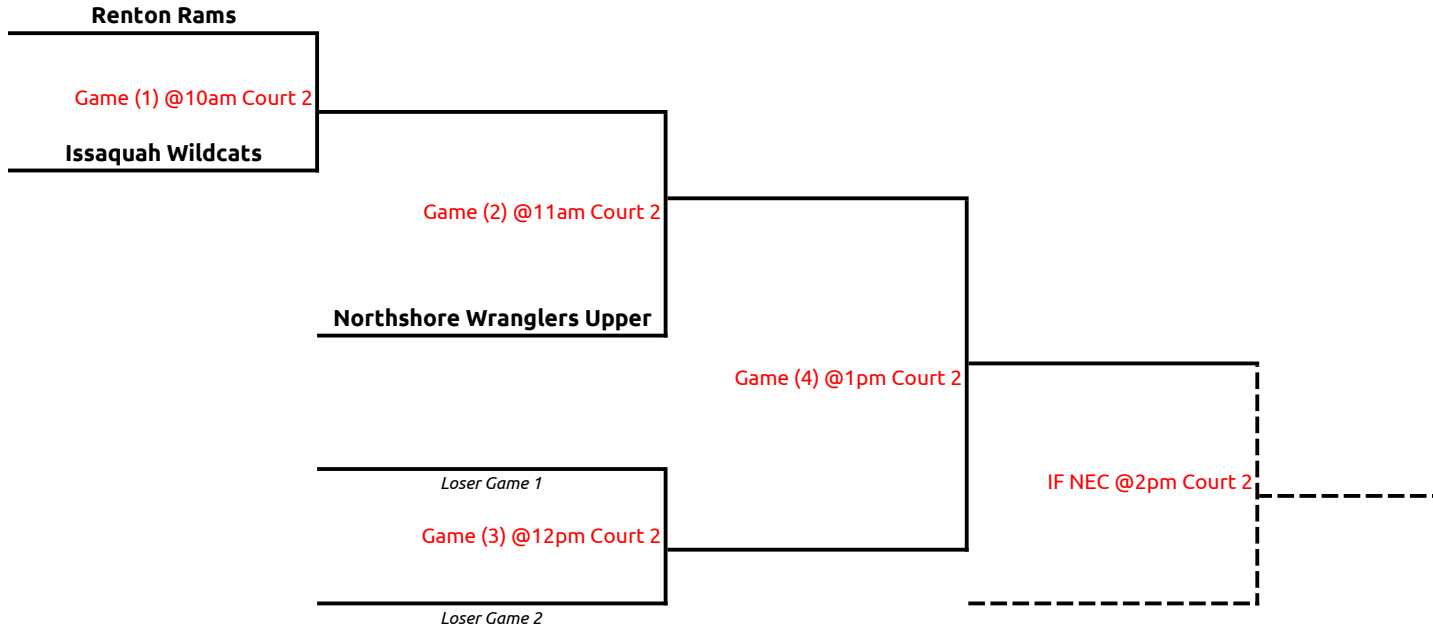 Renton Rams
Game (1) @10am Court 2
Issaquah Wildcats
Game (2) @11am Court 2
Northshore Wranglers Upper
Game (4) @1pm Court 2
Loser Game 1
IF NEC @2pm Court 2
Game (3) @12pm Court 2
Loser Game 2